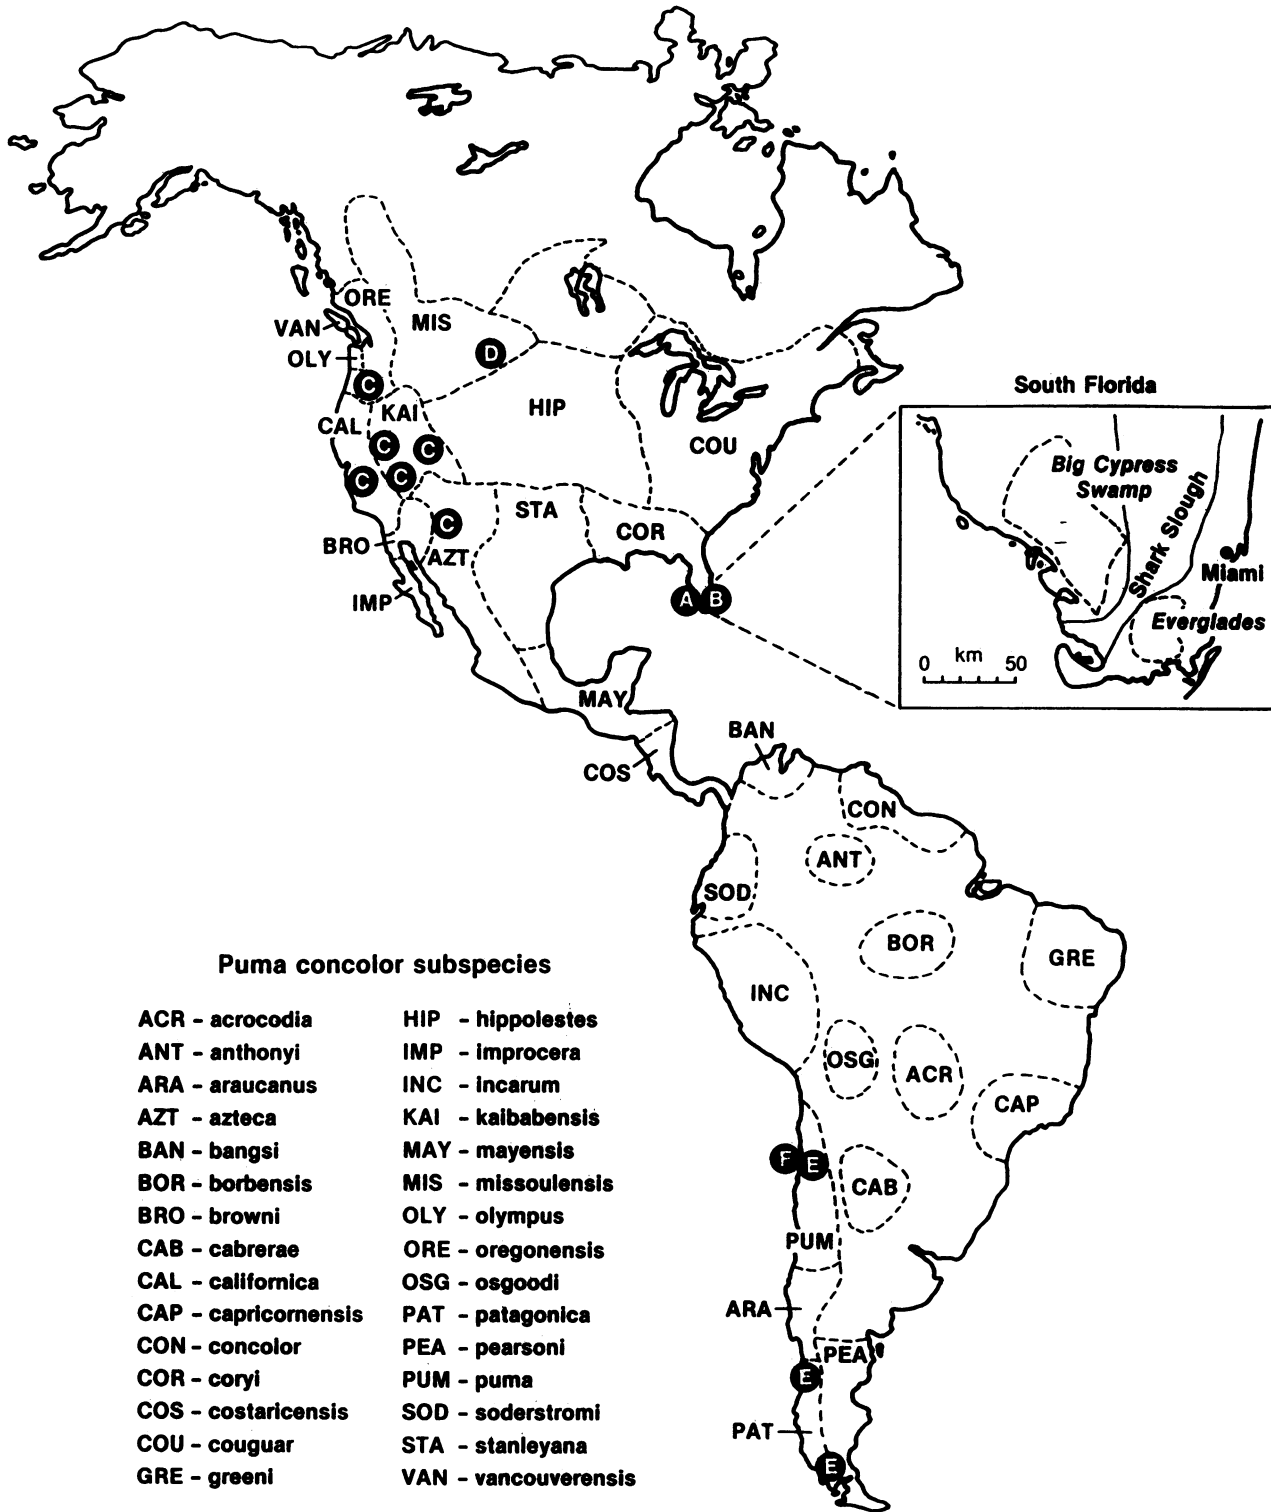 ORE
MIS
VAN
OLY
D
C
KAI
CAL
HIP
COU
C
C
C
C
STA
COR
C
BRO
AZT
IMP
A
B
South Florida
Big Cypress
Swamp
Shark Slough
Miami
Everglades
0 km 50
MAY
COS
BAN
CON
ANT
SOD
BOR
GRE
INC
OSG
ACR
CAP
F
E
CAB
PUM
ARA
PEA
E
PAT
E
Puma concolor subspecies
ACR - acrocodia
ANT - anthonyi
ARA - araucanus
AZT - azteca
BAN - bangsi
BOR - borbensis
BRO - browni
CAB - cabrerae
CAL - californica
CAP - capricornensis
CON - concolor
COR - coryi
COS - costaricensis
COU - couguar
GRE - greeni
HIP - hippolestes
IMP - improcera
INC - incarum
KAI - kaibabensis
MAY - mayensis
MIS - missoulensis
OLY - olympus
ORE - oregonensis
OSG - osgoodi
PAT - patagonica
PEA - pearsoni
PUM - puma
SOD - soderstromi
STA - stanleyana
VAN - vancouverensis